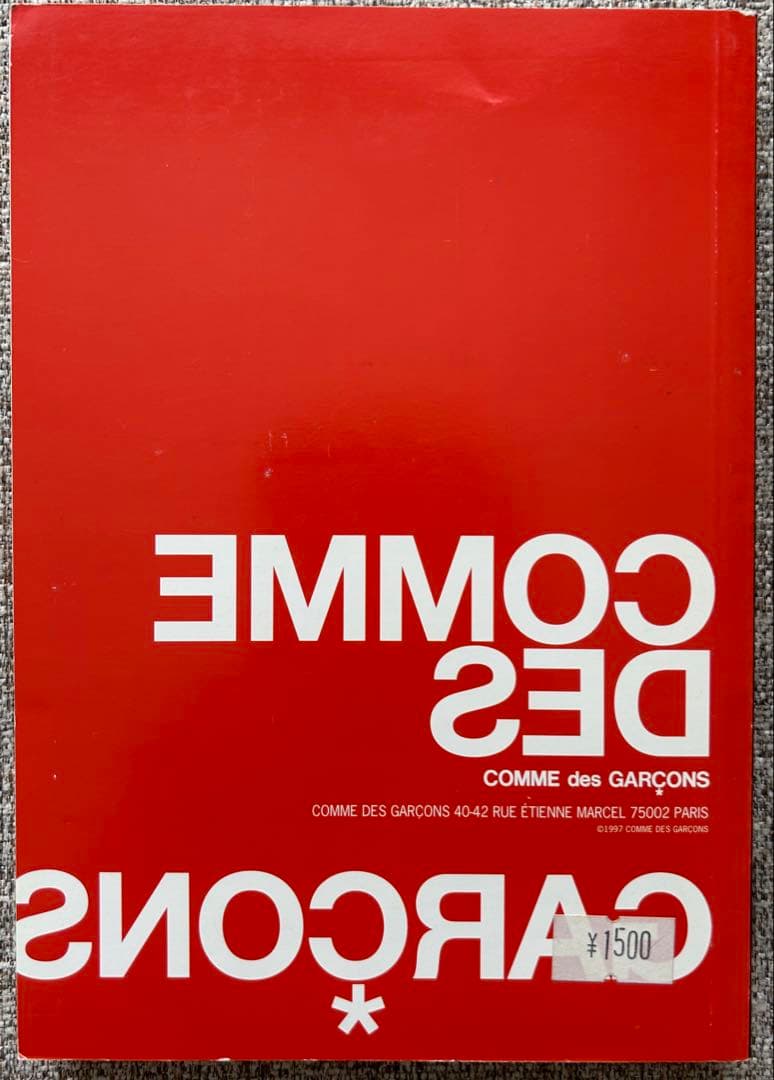 COMME
DES
COMME des GARÇONS
*
COMME DES GARÇONS 40-42 RUE ÉTIENNE MARCEL 75002 PARIS
©1997 COMME DES GARÇONS
GARÇONS
*
¥1500